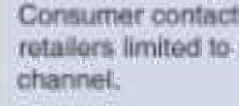 Consumer contact
retailers limited to
channel.